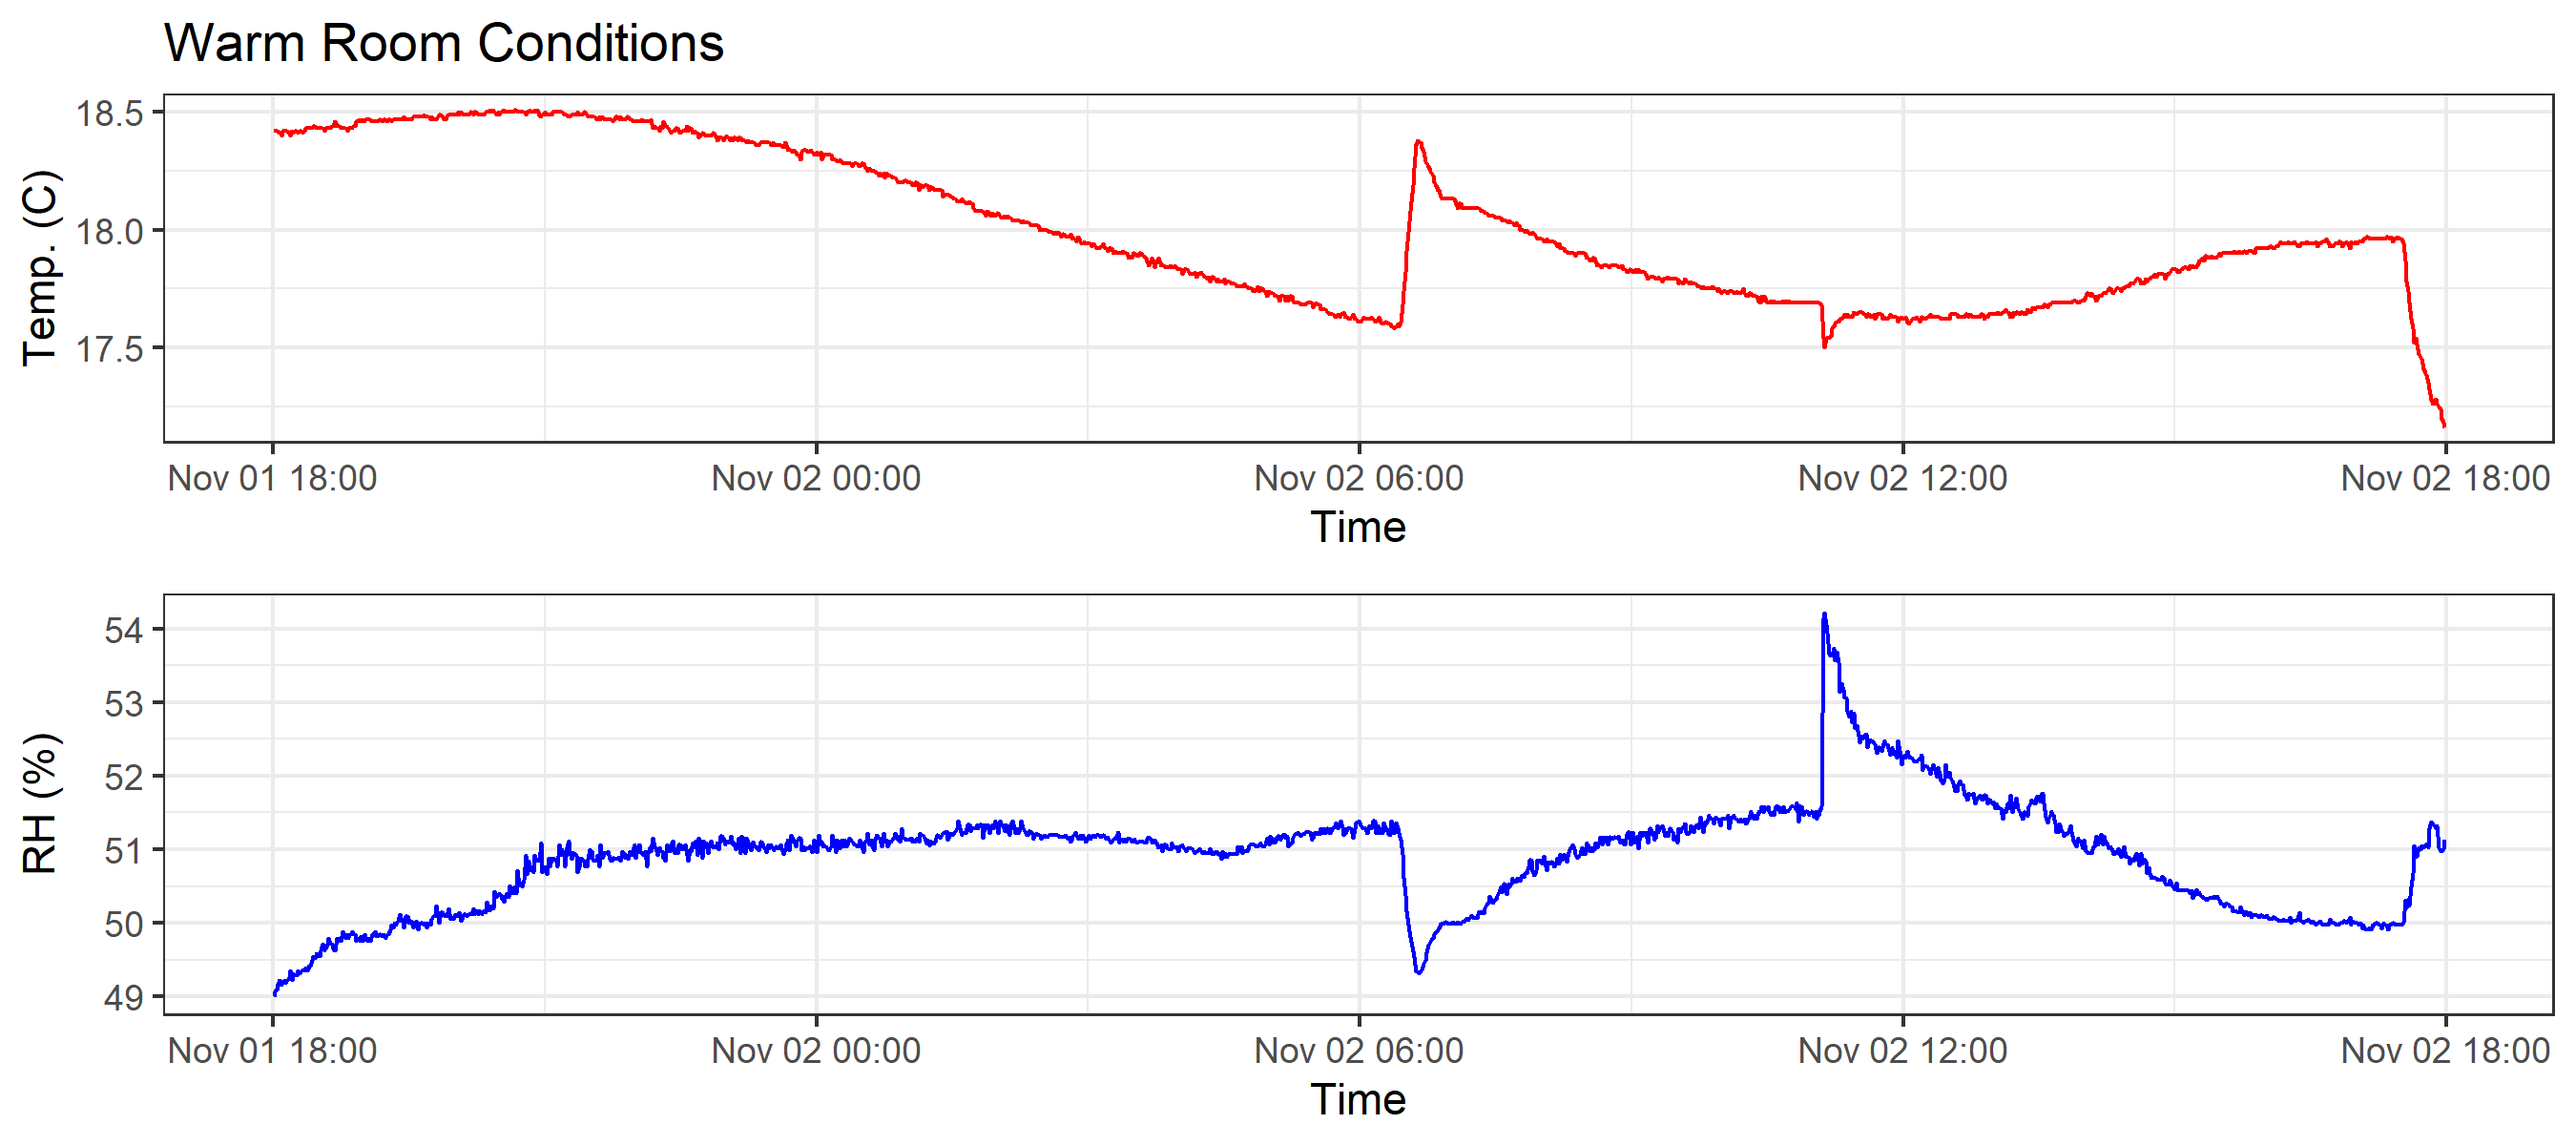 Warm Room Conditions
Temp. (C)
18.5
18.0
17.5
Nov 01 18:00 Nov 02 00:00 Nov 02 06:00 Nov 02 12:00 Nov 02 18:00
Time
RH (%)
54
53
52
51
50
49
Nov 01 18:00 Nov 02 00:00 Nov 02 06:00 Nov 02 12:00 Nov 02 18:00
Time